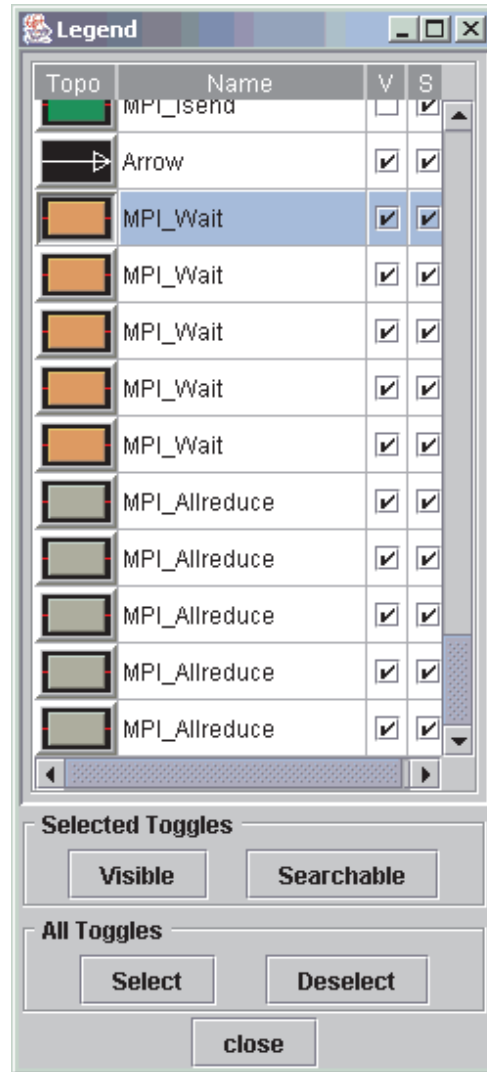 Legend
Topo Name V S
MPI_Isend
Arrow
MPI_Wait
MPI_Wait
MPI_Wait
MPI_Wait
MPI_Wait
MPI_Allreduce
MPI_Allreduce
MPI_Allreduce
MPI_Allreduce
MPI_Allreduce
Selected Toggles
Visible Searchable
All Toggles
Select Deselect
close